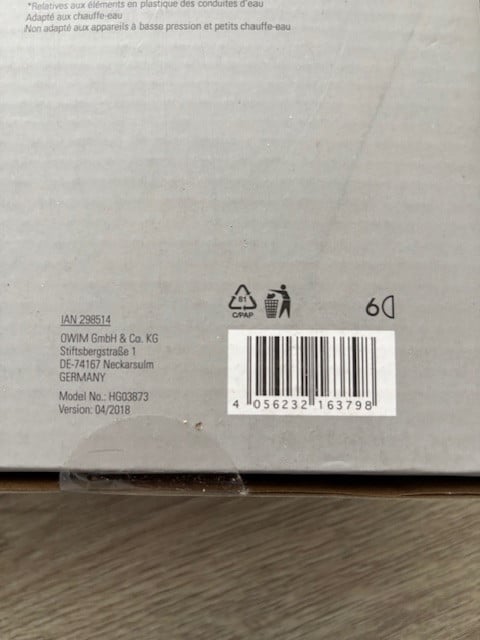 *Relatives aux éléments en plastique des conduites d'eau
Adapté aux chauffe-eau
Non adapté aux appareils à basse pression et petits chauffe-eau
81
C/PAP
6
IAN 298514
OWIM GmbH & Co. KG
Stiftsbergstraße 1
DE-74167 Neckarsulm
GERMANY
Model No.: HG03873
Version: 04/2018
4 056232 163798